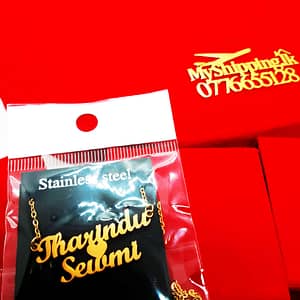 MyShipping.lk
0776655128
Stainless steel
Tharindu
Sewmi